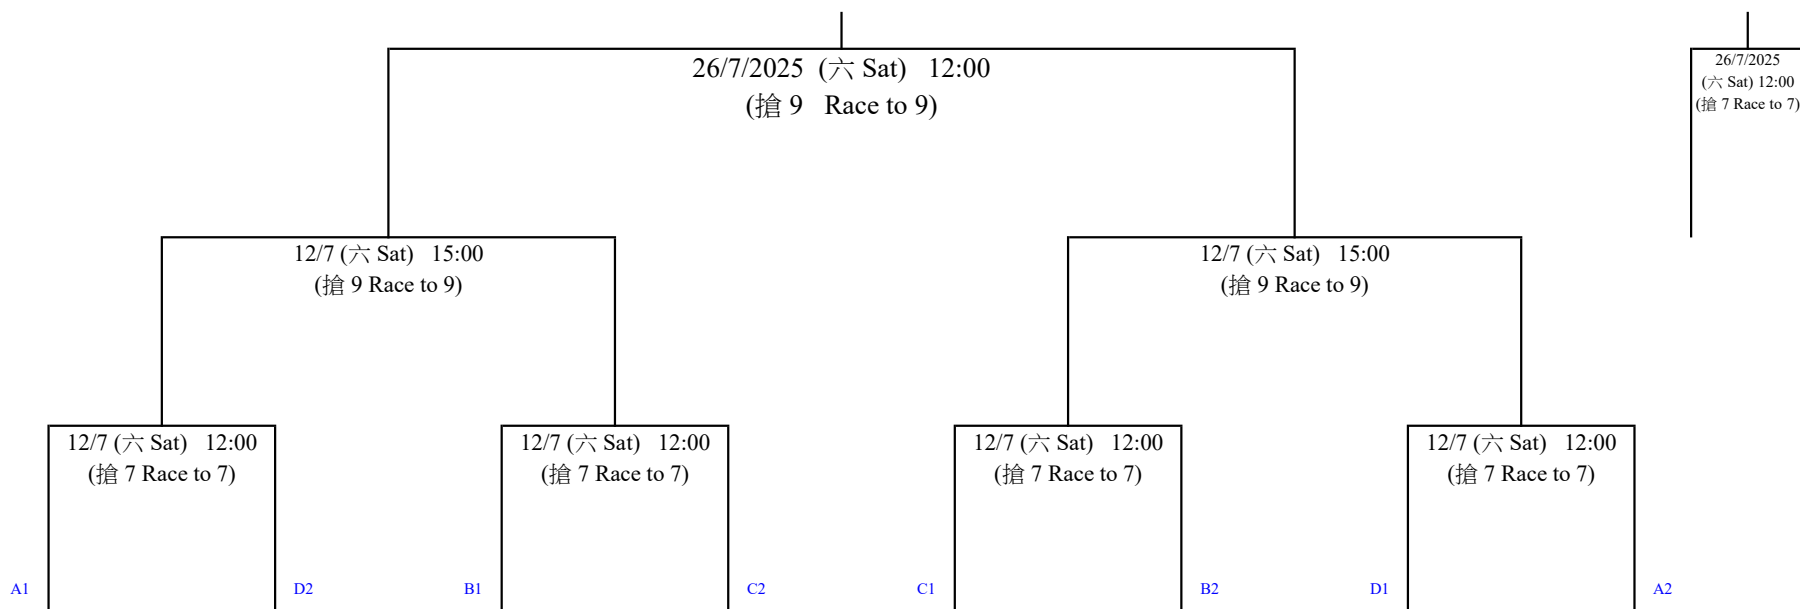 26/7/2025 (六 Sat) 12:00
(搶 9 Race to 9)
26/7/2025
(六 Sat) 12:00
(搶 7 Race to 7)
12/7 (六 Sat) 15:00
(搶 9 Race to 9)
12/7 (六 Sat) 15:00
(搶 9 Race to 9)
12/7 (六 Sat) 12:00
(搶 7 Race to 7)
12/7 (六 Sat) 12:00
(搶 7 Race to 7)
12/7 (六 Sat) 12:00
(搶 7 Race to 7)
12/7 (六 Sat) 12:00
(搶 7 Race to 7)
A1
D2
B1
C2
C1
B2
D1
A2